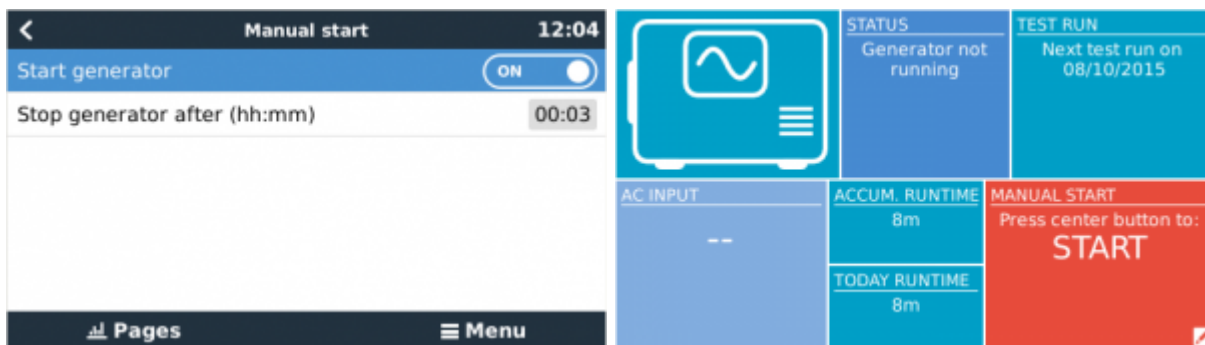 Manual start 12:04
Start generator ON
Stop generator after (hh:mm) 00:03
Pages Menu
STATUS
Generator not
running
TEST RUN
Next test run on
08/10/2015
AC INPUT
--
ACCUM. RUNTIME
8m
TODAY RUNTIME
8m
MANUAL START
Press center button to:
START